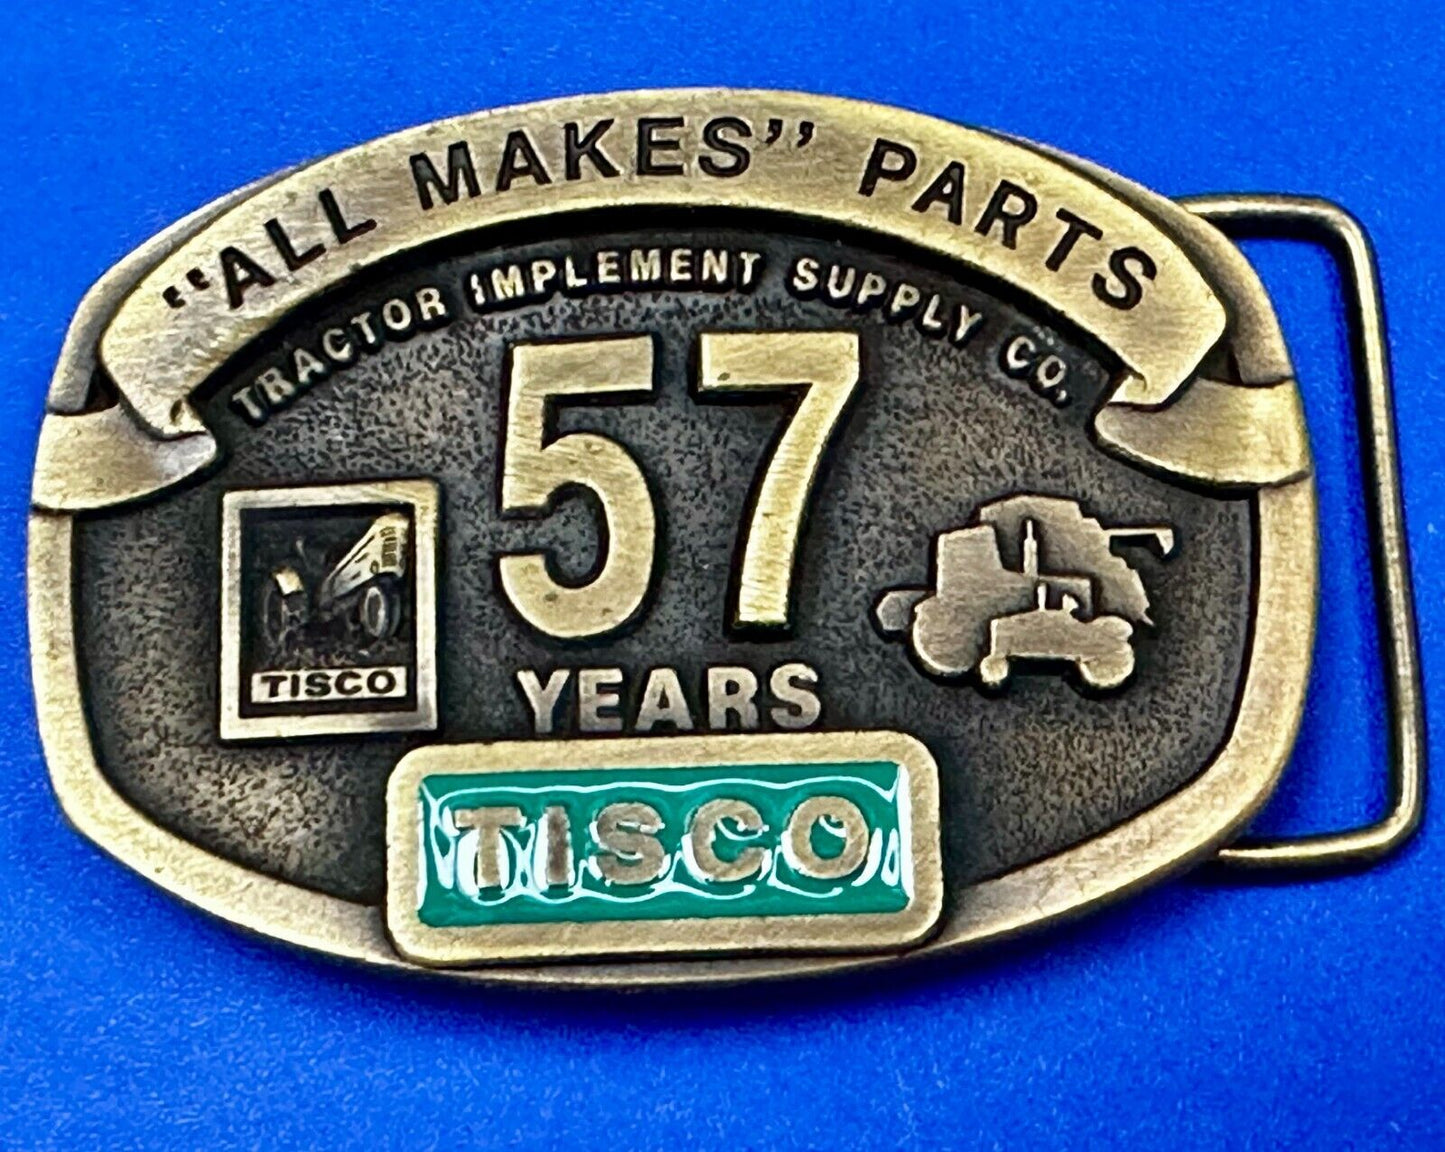 "ALL MAKES" PARTS
TRACTOR IMPLEMENT SUPPLY CO.
57
YEARS
TISCO
TISCO